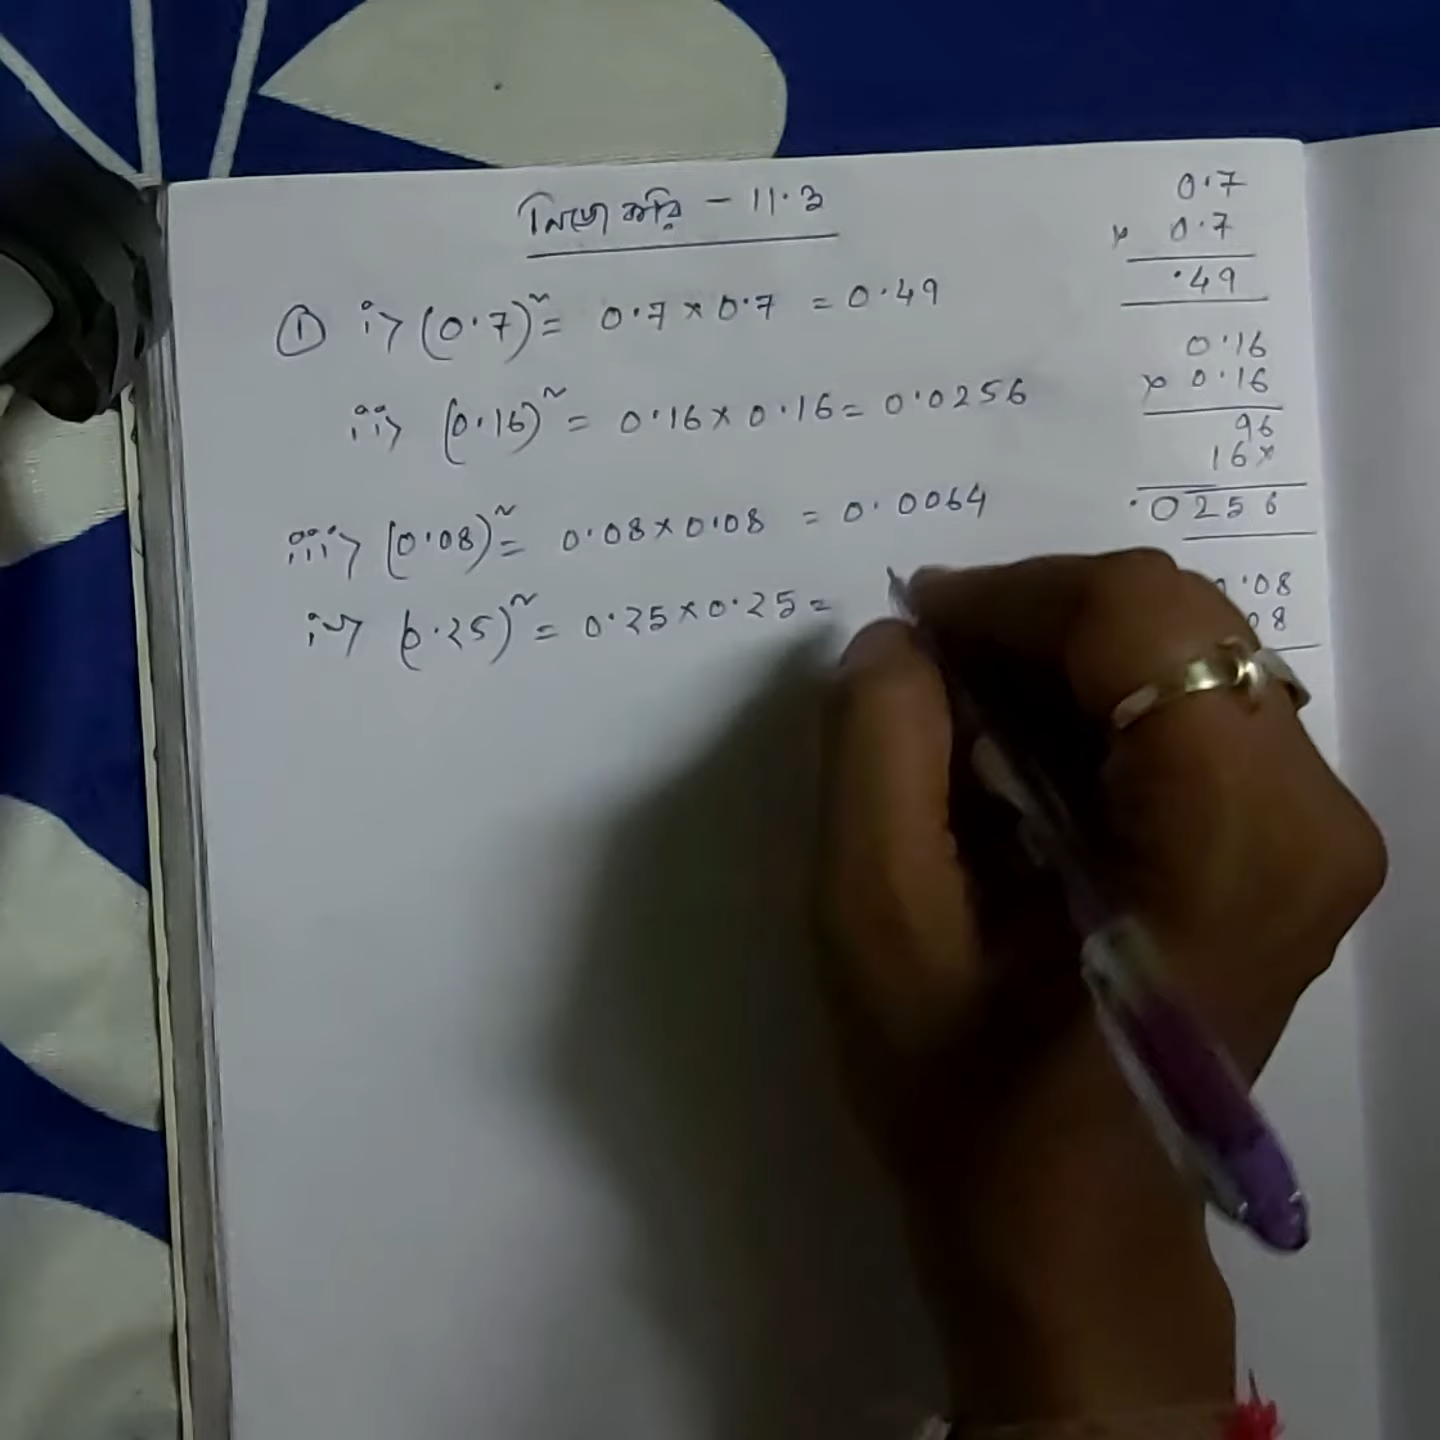 নিজে করি - 11.3
① i> (0.7)² = 0.7 × 0.7 = 0.49
ii> (0.16)² = 0.16 × 0.16 = 0.0256
iii> (0.08)² = 0.08 × 0.08 = 0.0064
iv> (0.25)² = 0.25 × 0.25 =
0.7
× 0.7
.49
0.16
× 0.16
96
16×
.0256
.08
08